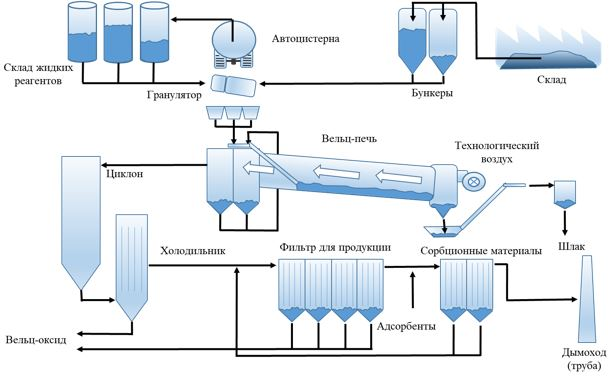 Автоцистерна
Склад жидких
реагентов
Гранулятор
Бункеры
Склад
Вельц-печь
Технологический
воздух
Циклон
Шлак
Холодильник
Фильтр для продукции
Сорбционные материалы
Адсорбенты
Вельц-оксид
Дымоход
(труба)